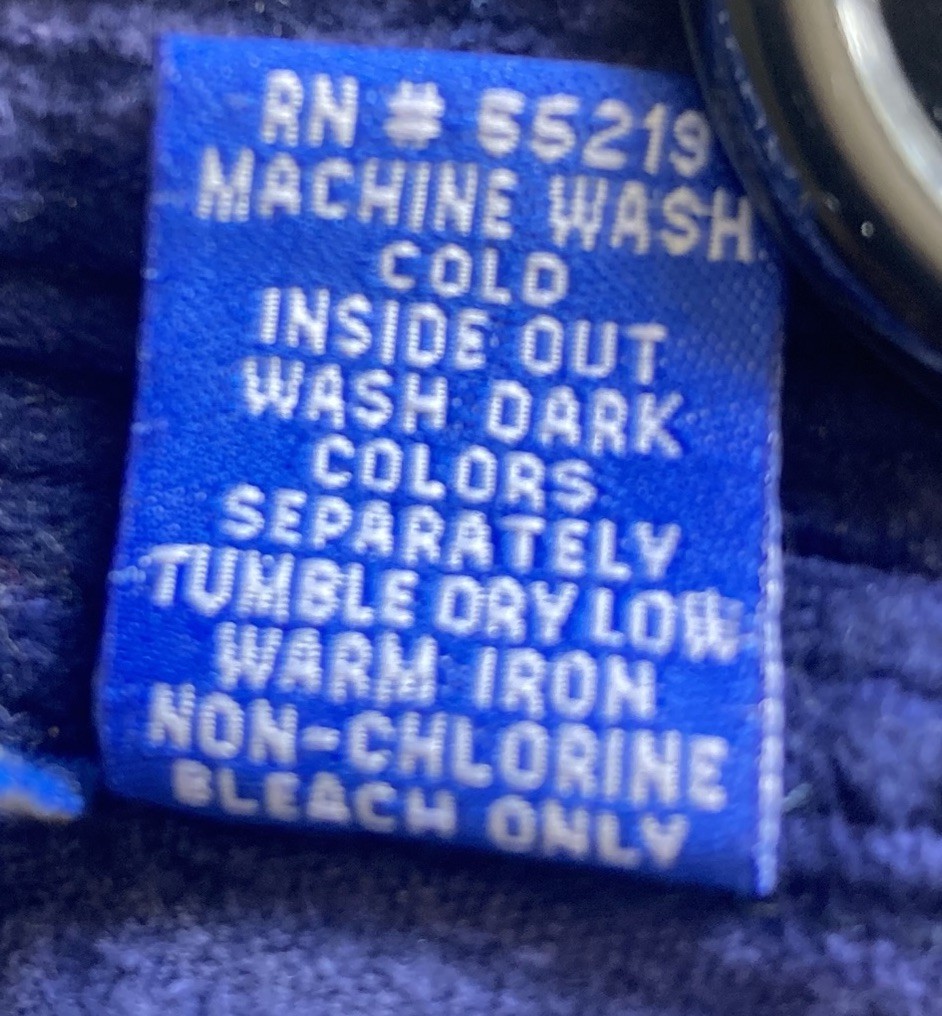 RN # 55219
MACHINE WASH
COLD
INSIDE OUT
WASH DARK
COLORS
SEPARATELY
TUMBLE DRY LOW
WARM IRON
NON-CHLORINE
BLEACH ONLY